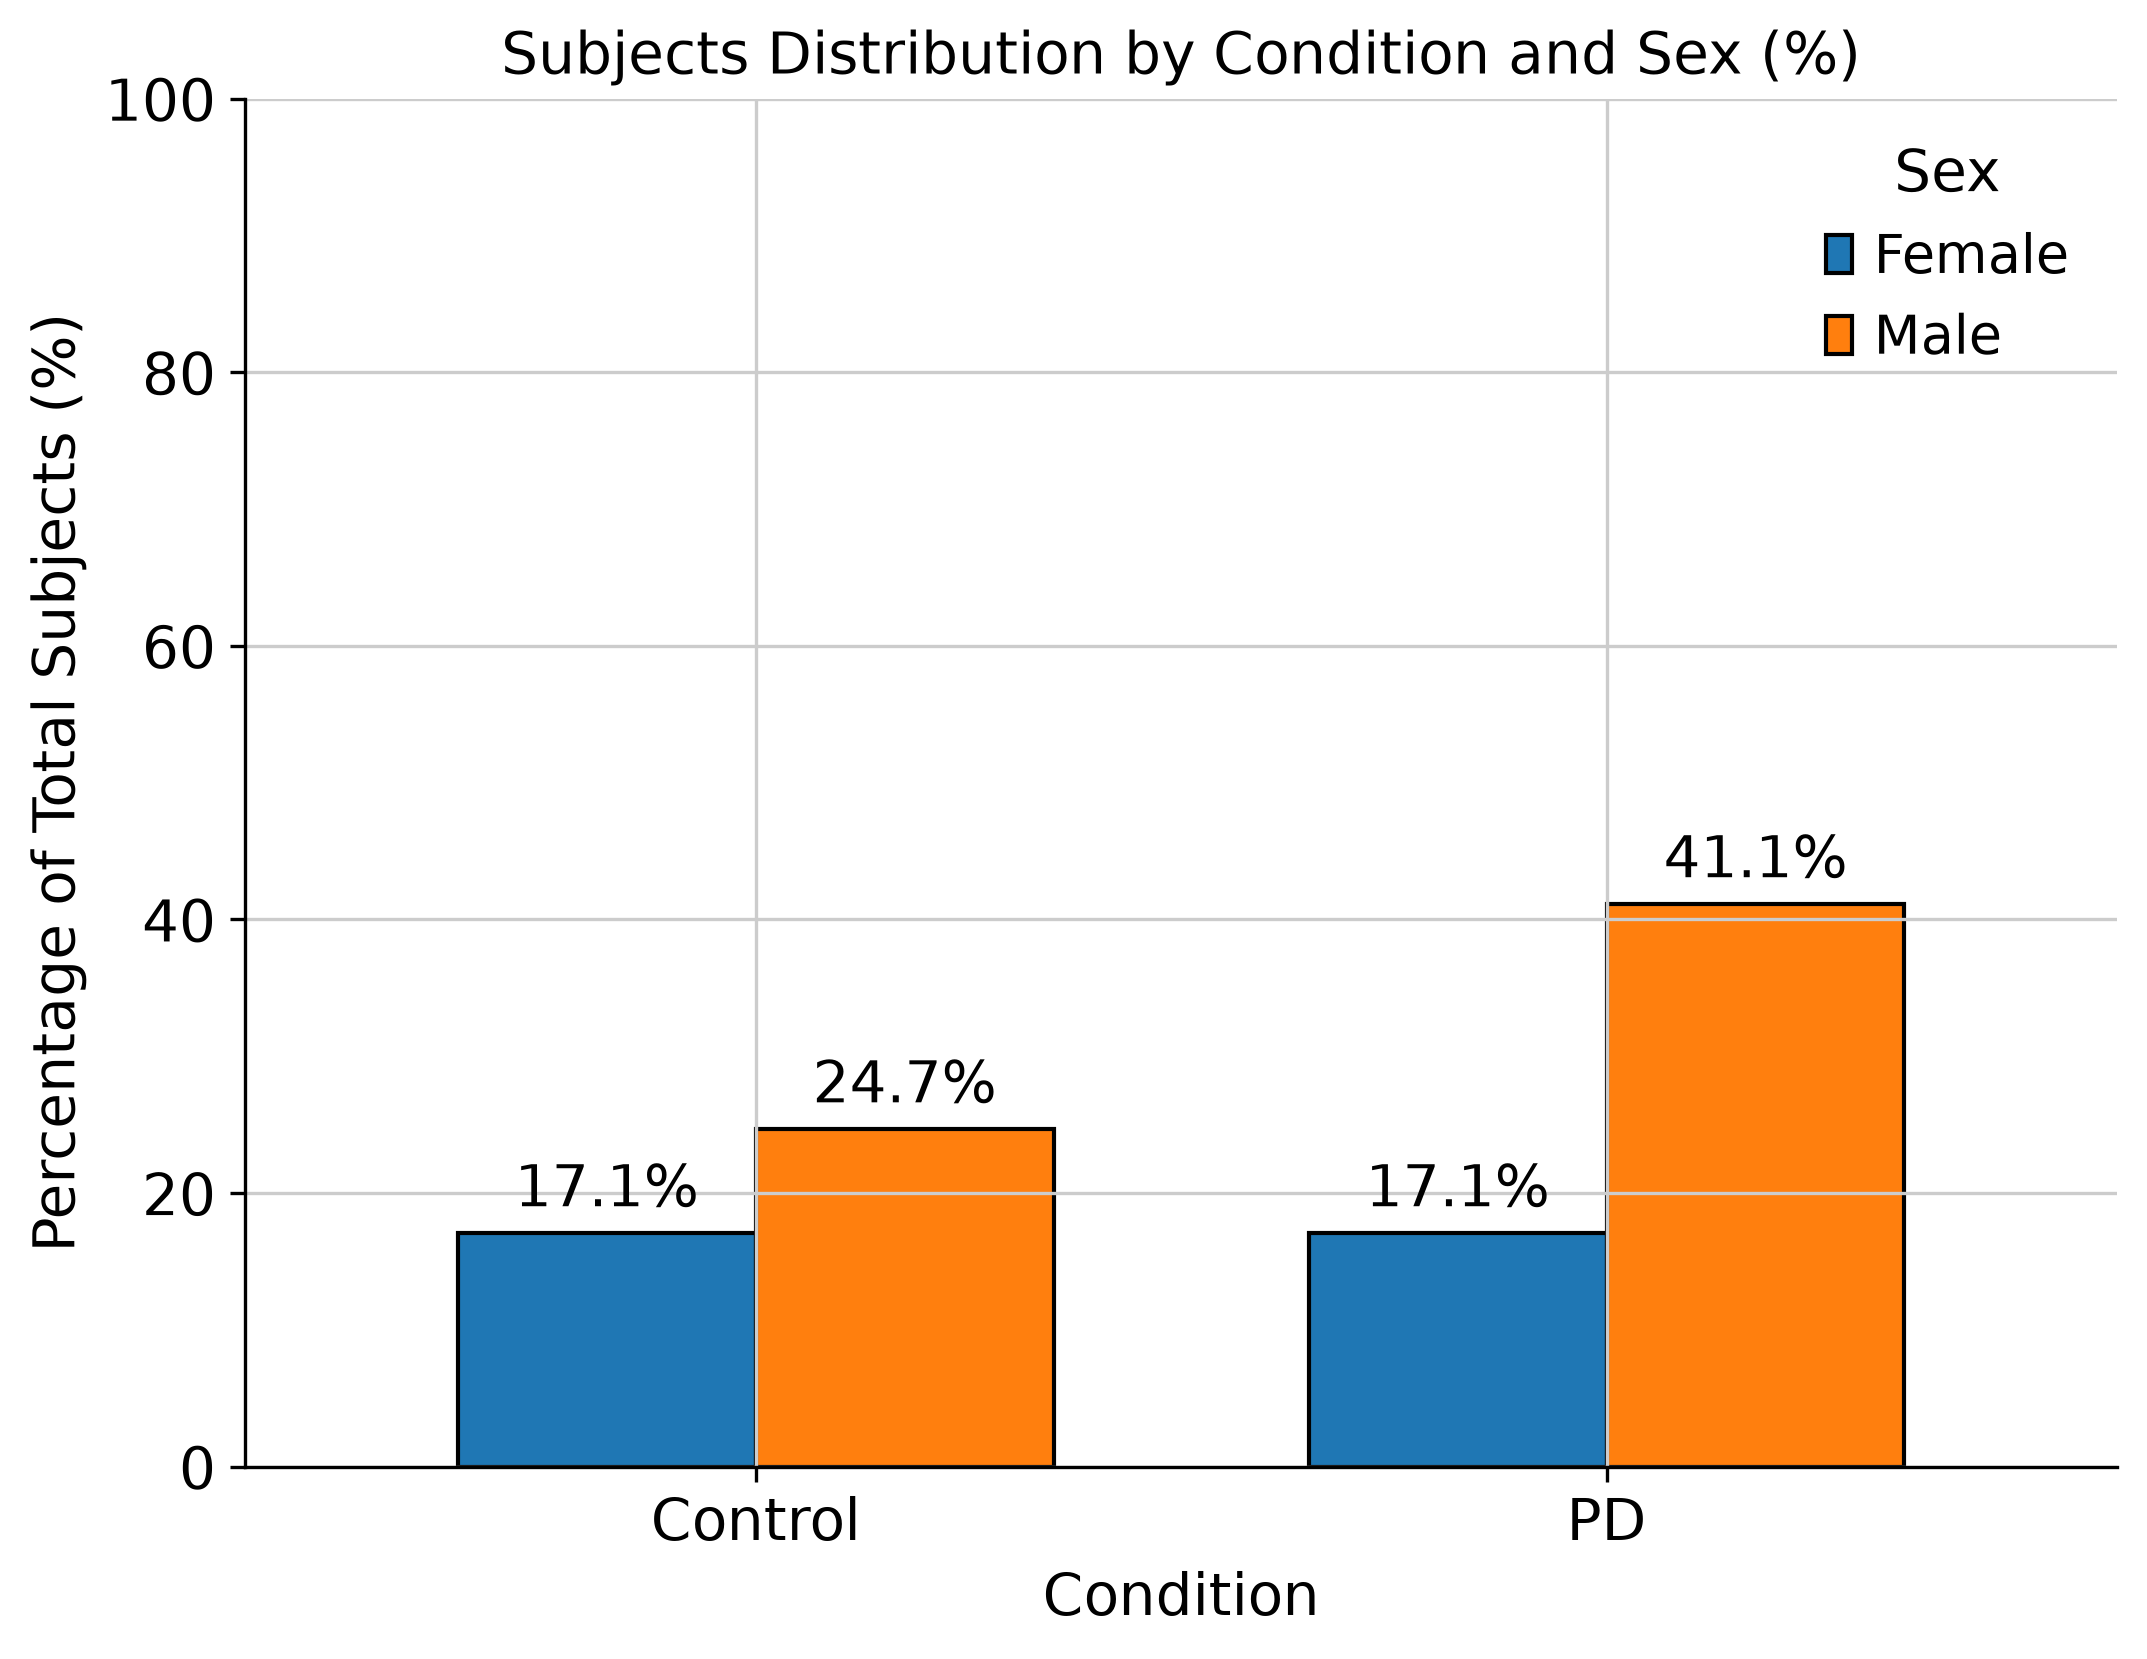 Subjects Distribution by Condition and Sex (%)
Percentage of Total Subjects (%)
100
80
60
40
20
0
Sex
Female
Male
17.1%
24.7%
17.1%
41.1%
Control
PD
Condition